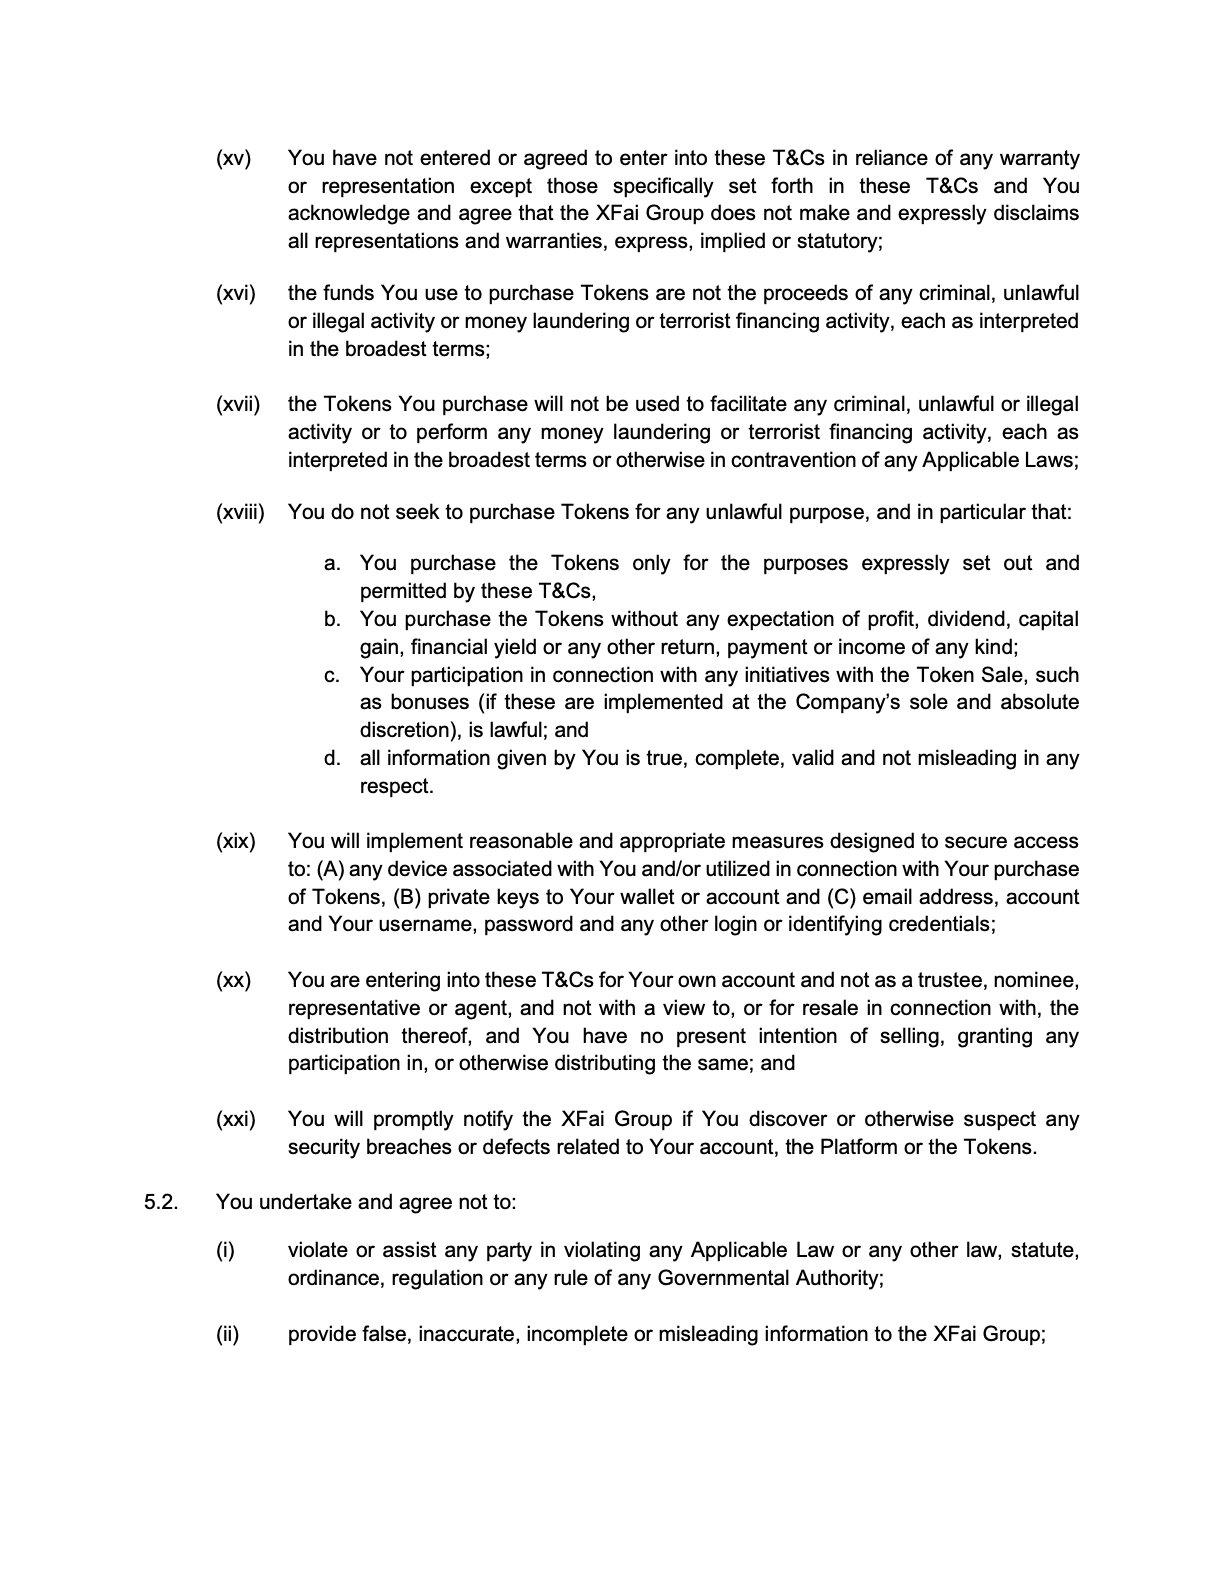 (xv) You have not entered or agreed to enter into these T&Cs in reliance of any warranty
or representation except those specifically set forth in these T&Cs and You
acknowledge and agree that the XFai Group does not make and expressly disclaims
all representations and warranties, express, implied or statutory;
(xvi) the funds You use to purchase Tokens are not the proceeds of any criminal, unlawful
or illegal activity or money laundering or terrorist financing activity, each as interpreted
in the broadest terms;
(xvii) the Tokens You purchase will not be used to facilitate any criminal, unlawful or illegal
activity or to perform any money laundering or terrorist financing activity, each as
interpreted in the broadest terms or otherwise in contravention of any Applicable Laws;
(xviii) You do not seek to purchase Tokens for any unlawful purpose, and in particular that:
a. You purchase the Tokens only for the purposes expressly set out and
permitted by these T&Cs,
b. You purchase the Tokens without any expectation of profit, dividend, capital
gain, financial yield or any other return, payment or income of any kind;
c. Your participation in connection with any initiatives with the Token Sale, such
as bonuses (if these are implemented at the Company’s sole and absolute
discretion), is lawful; and
d. all information given by You is true, complete, valid and not misleading in any
respect.
(xix) You will implement reasonable and appropriate measures designed to secure access
to: (A) any device associated with You and/or utilized in connection with Your purchase
of Tokens, (B) private keys to Your wallet or account and (C) email address, account
and Your username, password and any other login or identifying credentials;
(xx) You are entering into these T&Cs for Your own account and not as a trustee, nominee,
representative or agent, and not with a view to, or for resale in connection with, the
distribution thereof, and You have no present intention of selling, granting any
participation in, or otherwise distributing the same; and
(xxi) You will promptly notify the XFai Group if You discover or otherwise suspect any
security breaches or defects related to Your account, the Platform or the Tokens.
5.2. You undertake and agree not to:
(i) violate or assist any party in violating any Applicable Law or any other law, statute,
ordinance, regulation or any rule of any Governmental Authority;
(ii) provide false, inaccurate, incomplete or misleading information to the XFai Group;